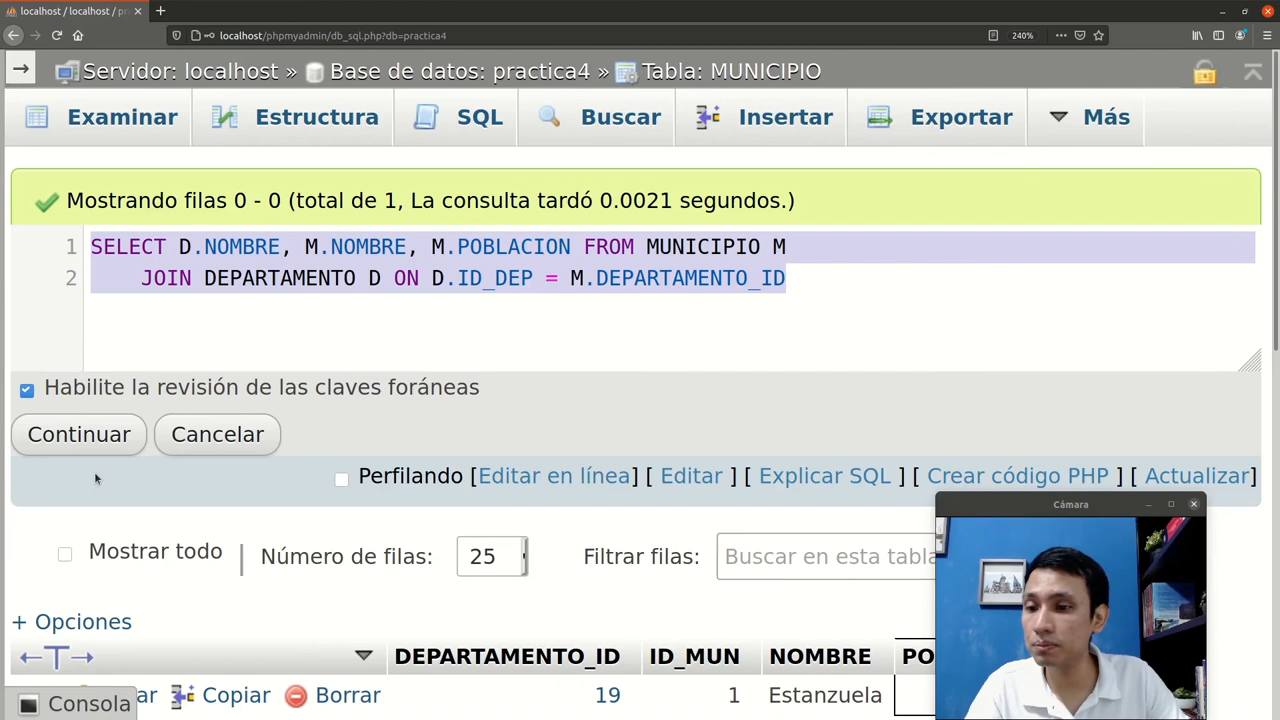 localhost / localhost / pr
localhost/phpmyadmin/db_sql.php?db=practica4
240%
Servidor: localhost » Base de datos: practica4 » Tabla: MUNICIPIO
Examinar Estructura SQL Buscar Insertar Exportar Más
Mostrando filas 0 - 0 (total de 1, La consulta tardó 0.0021 segundos.)
1 SELECT D.NOMBRE, M.NOMBRE, M.POBLACION FROM MUNICIPIO M
2 JOIN DEPARTAMENTO D ON D.ID_DEP = M.DEPARTAMENTO_ID
Habilite la revisión de las claves foráneas
Continuar Cancelar
Perfilando [Editar en línea] [ Editar ] [ Explicar SQL ] [ Crear código PHP ] [ Actualizar]
Cámara
Mostrar todo Número de filas: 25 Filtrar filas: Buscar en esta tabla
+ Opciones
←T→ DEPARTAMENTO_ID ID_MUN NOMBRE PO
ar Copiar Borrar 19 1 Estanzuela
Consola